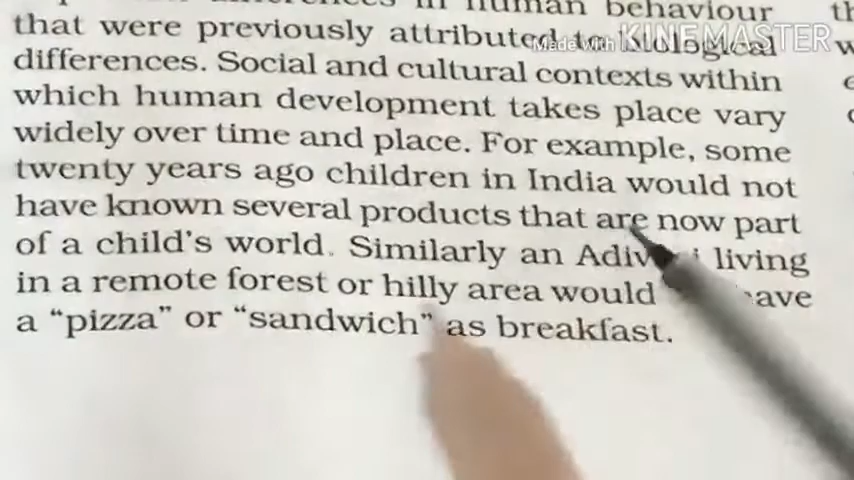 in human behaviour
that were previously attributed to biological
differences. Social and cultural contexts within
which human development takes place vary
widely over time and place. For example, some
twenty years ago children in India would not
have known several products that are now part
of a child's world. Similarly an living
in a remote forest or hilly area would
a “pizza” or “sandwich” as breakfast.
Made with KINEMASTER